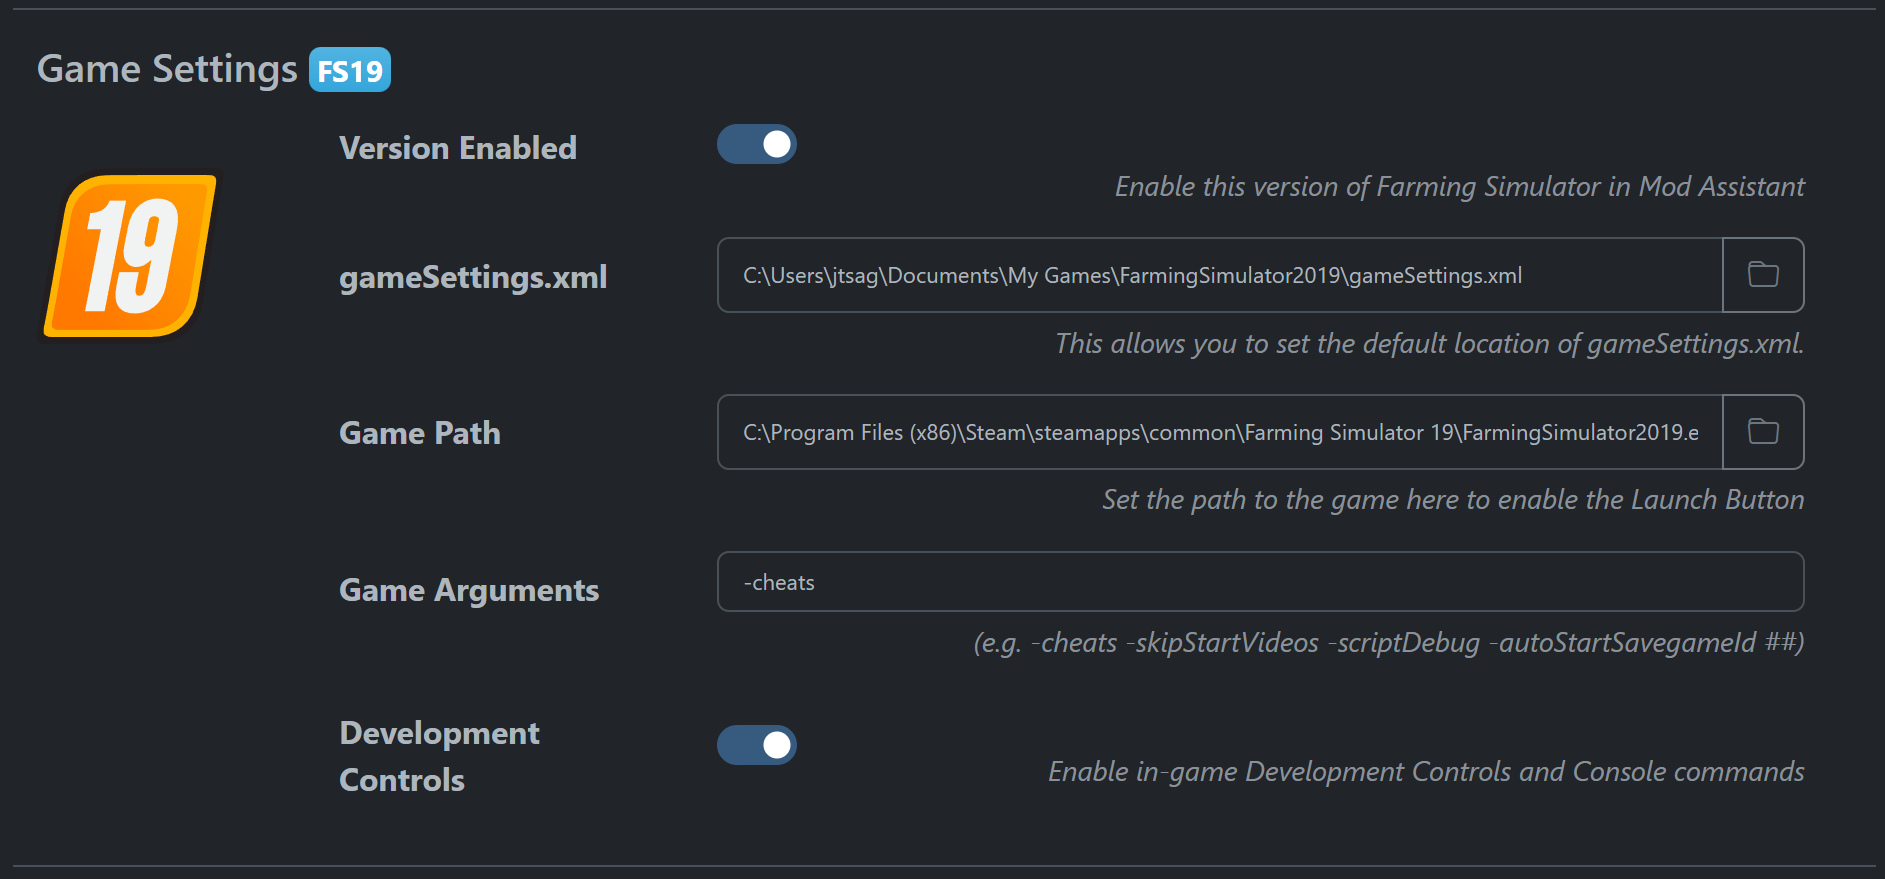 Game Settings FS19
Version Enabled
Enable this version of Farming Simulator in Mod Assistant
19
gameSettings.xml
C:\Users\jtsag\Documents\My Games\FarmingSimulator2019\gameSettings.xml
This allows you to set the default location of gameSettings.xml.
Game Path
C:\Program Files (x86)\Steam\steamapps\common\Farming Simulator 19\FarmingSimulator2019.e
Set the path to the game here to enable the Launch Button
Game Arguments
-cheats
(e.g. -cheats -skipStartVideos -scriptDebug -autoStartSavegameId ##)
Development
Controls
Enable in-game Development Controls and Console commands